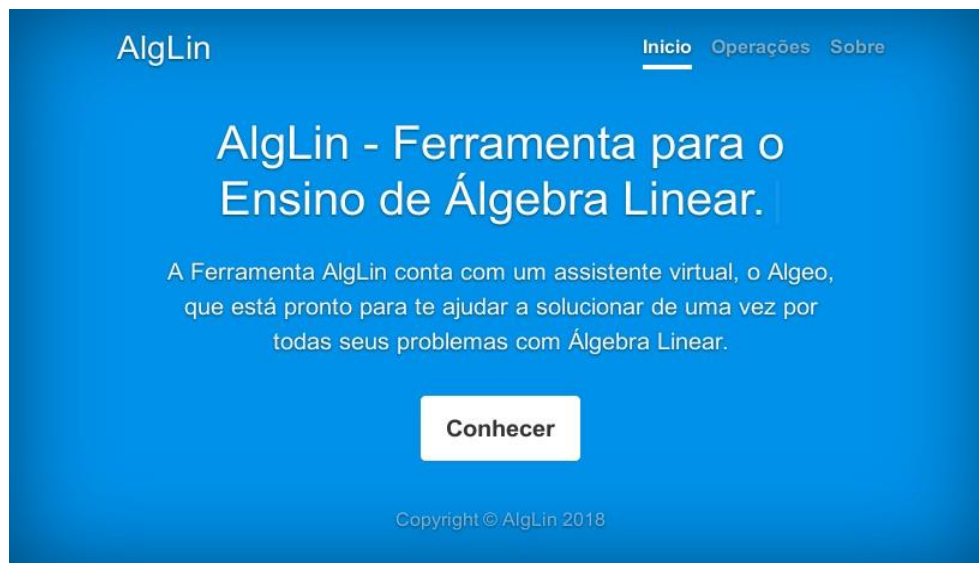 AlgLin
Inicio Operações Sobre
AlgLin - Ferramenta para o
Ensino de Álgebra Linear.
A Ferramenta AlgLin conta com um assistente virtual, o Algeo,
que está pronto para te ajudar a solucionar de uma vez por
todas seus problemas com Álgebra Linear.
Conhecer
Copyright © AlgLin 2018